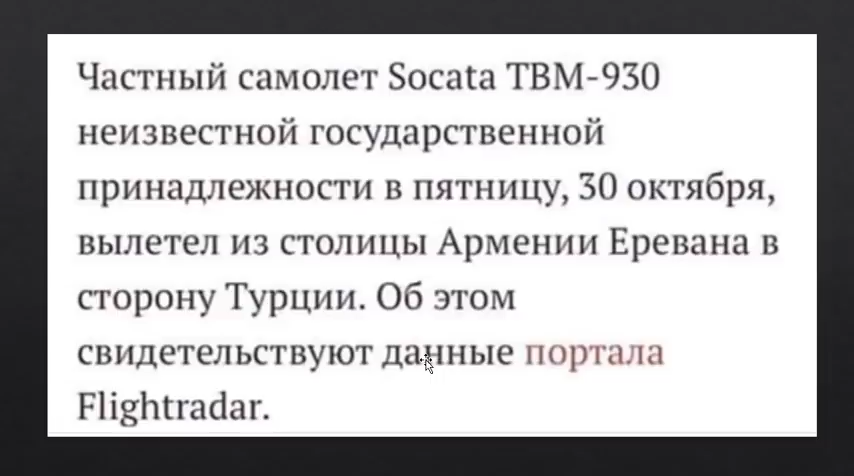 Частный самолет Socata TBM-930
неизвестной государственной
принадлежности в пятницу, 30 октября,
вылетел из столицы Армении Еревана в
сторону Турции. Об этом
свидетельствуют данные портала
Flightradar.